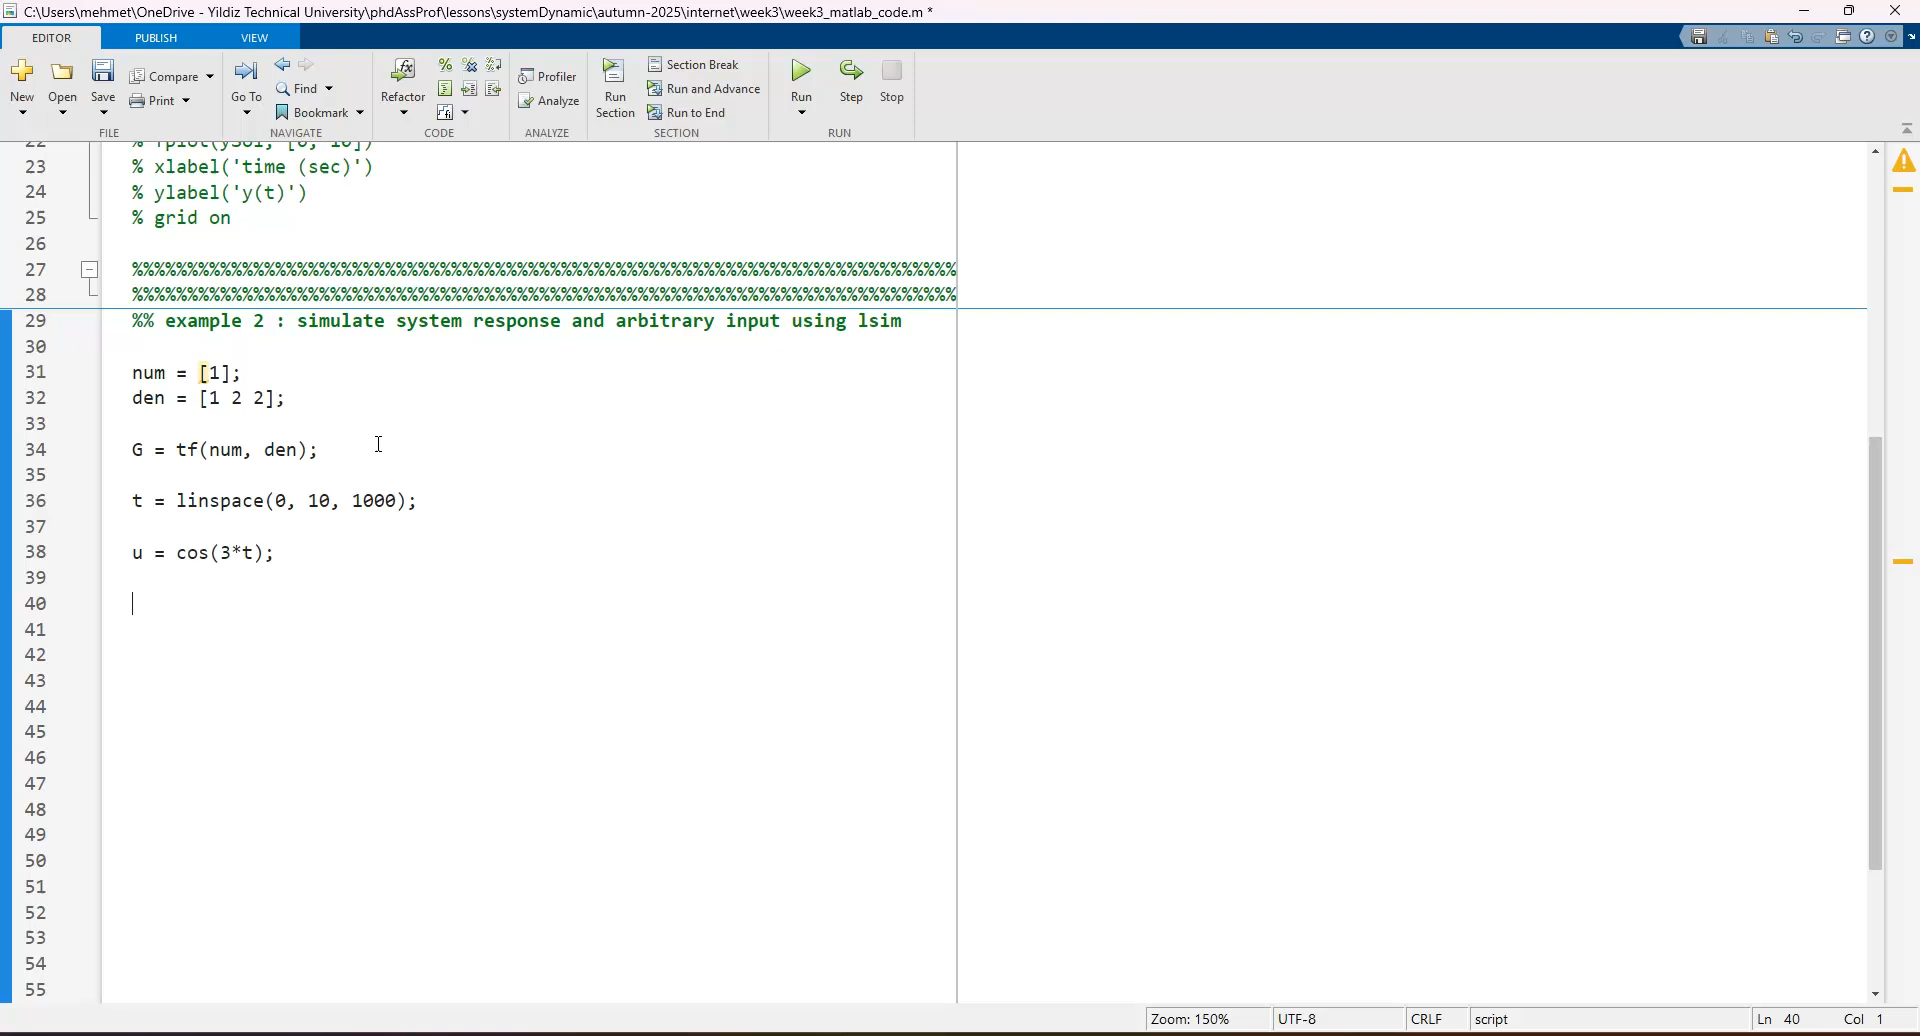 C:\Users\mehmet\OneDrive - Yildiz Technical University\phdAssProf\lessons\systemDynamic\autumn-2025\internet\week3\week3_matlab_code.m *
EDITOR PUBLISH VIEW
New Open Save Compare Print
FILE
Go To Find Bookmark
NAVIGATE
Refactor
CODE
Profiler
Analyze
ANALYZE
Run Section
Section Break
Run and Advance
Run to End
SECTION
Run Step Stop
RUN
22 % fplot(ySol, [0, 10])
23 % xlabel('time (sec)')
24 % ylabel('y(t)')
25 % grid on
26
27 %%%%%%%%%%%%%%%%%%%%%%%%%%%%%%%%%%%%%%%%%%%%%%%%%%%%%%%%%%%%%%%%%%%%%%%%%%%%%
28 %%%%%%%%%%%%%%%%%%%%%%%%%%%%%%%%%%%%%%%%%%%%%%%%%%%%%%%%%%%%%%%%%%%%%%%%%%%%%
29 %% example 2 : simulate system response and arbitrary input using lsim
30
31 num = [1];
32 den = [1 2 2];
33
34 G = tf(num, den);
35
36 t = linspace(0, 10, 1000);
37
38 u = cos(3*t);
39
40
41
42
43
44
45
46
47
48
49
50
51
52
53
54
55
Zoom: 150% UTF-8 CRLF script Ln 40 Col 1